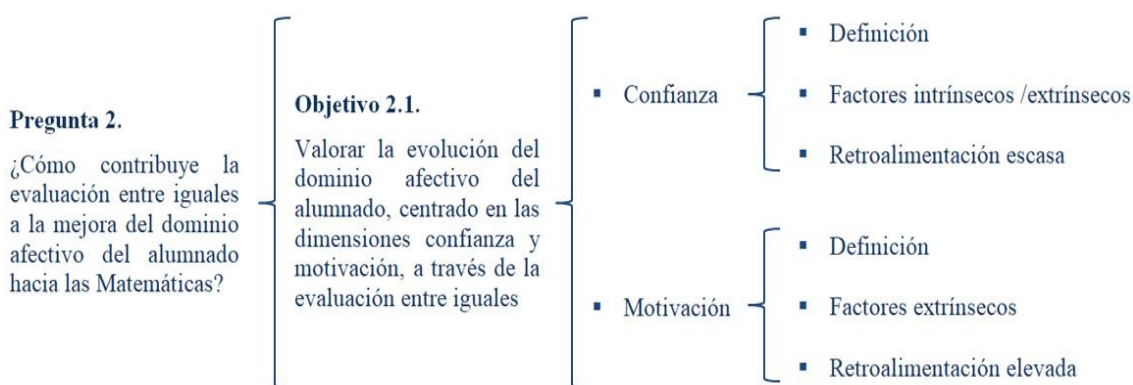 Pregunta 2.
¿Cómo contribuye la
evaluación entre iguales
a la mejora del dominio
afectivo del alumnado
hacia las Matemáticas?
Objetivo 2.1.
Valorar la evolución del
dominio afectivo del
alumnado, centrado en las
dimensiones confianza y
motivación, a través de la
evaluación entre iguales
▪ Confianza
▪ Definición
▪ Factores intrínsecos /extrínsecos
▪ Retroalimentación escasa
▪ Motivación
▪ Definición
▪ Factores extrínsecos
▪ Retroalimentación elevada